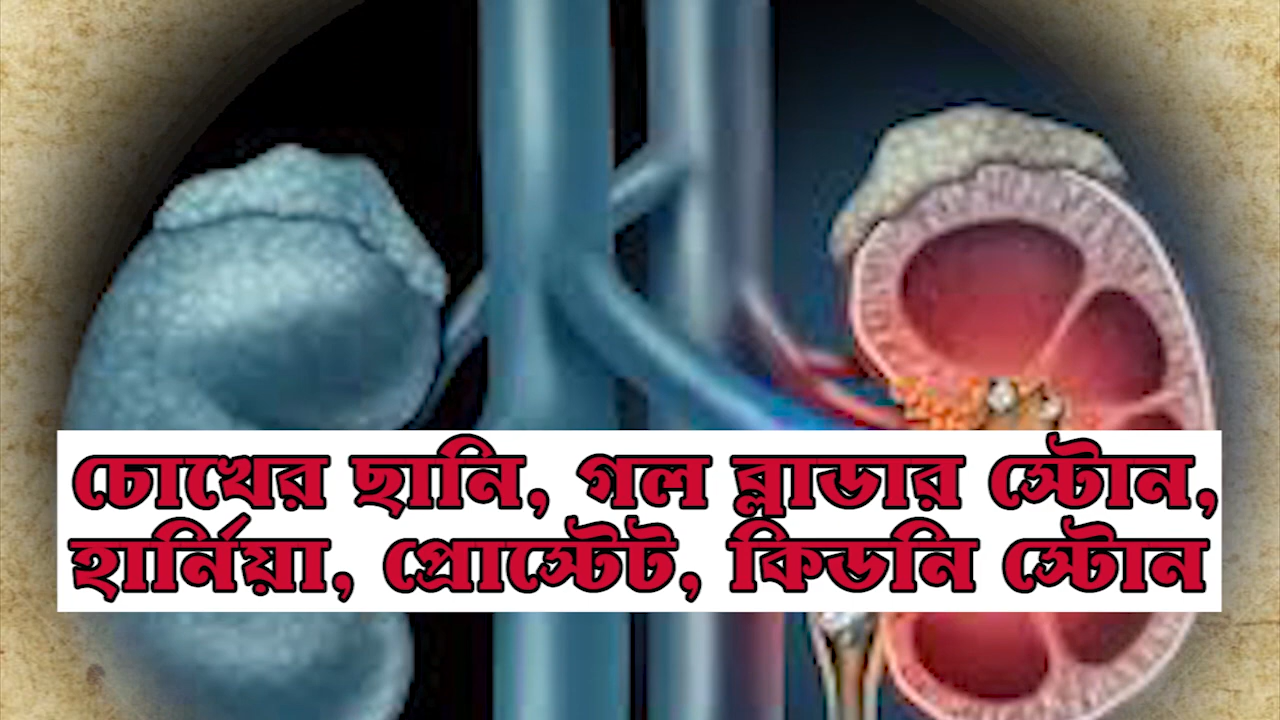 চোখের ছানি, গল ব্লাডার স্টোন,
হার্নিয়া, প্রোস্টেট, কিডনি স্টোন